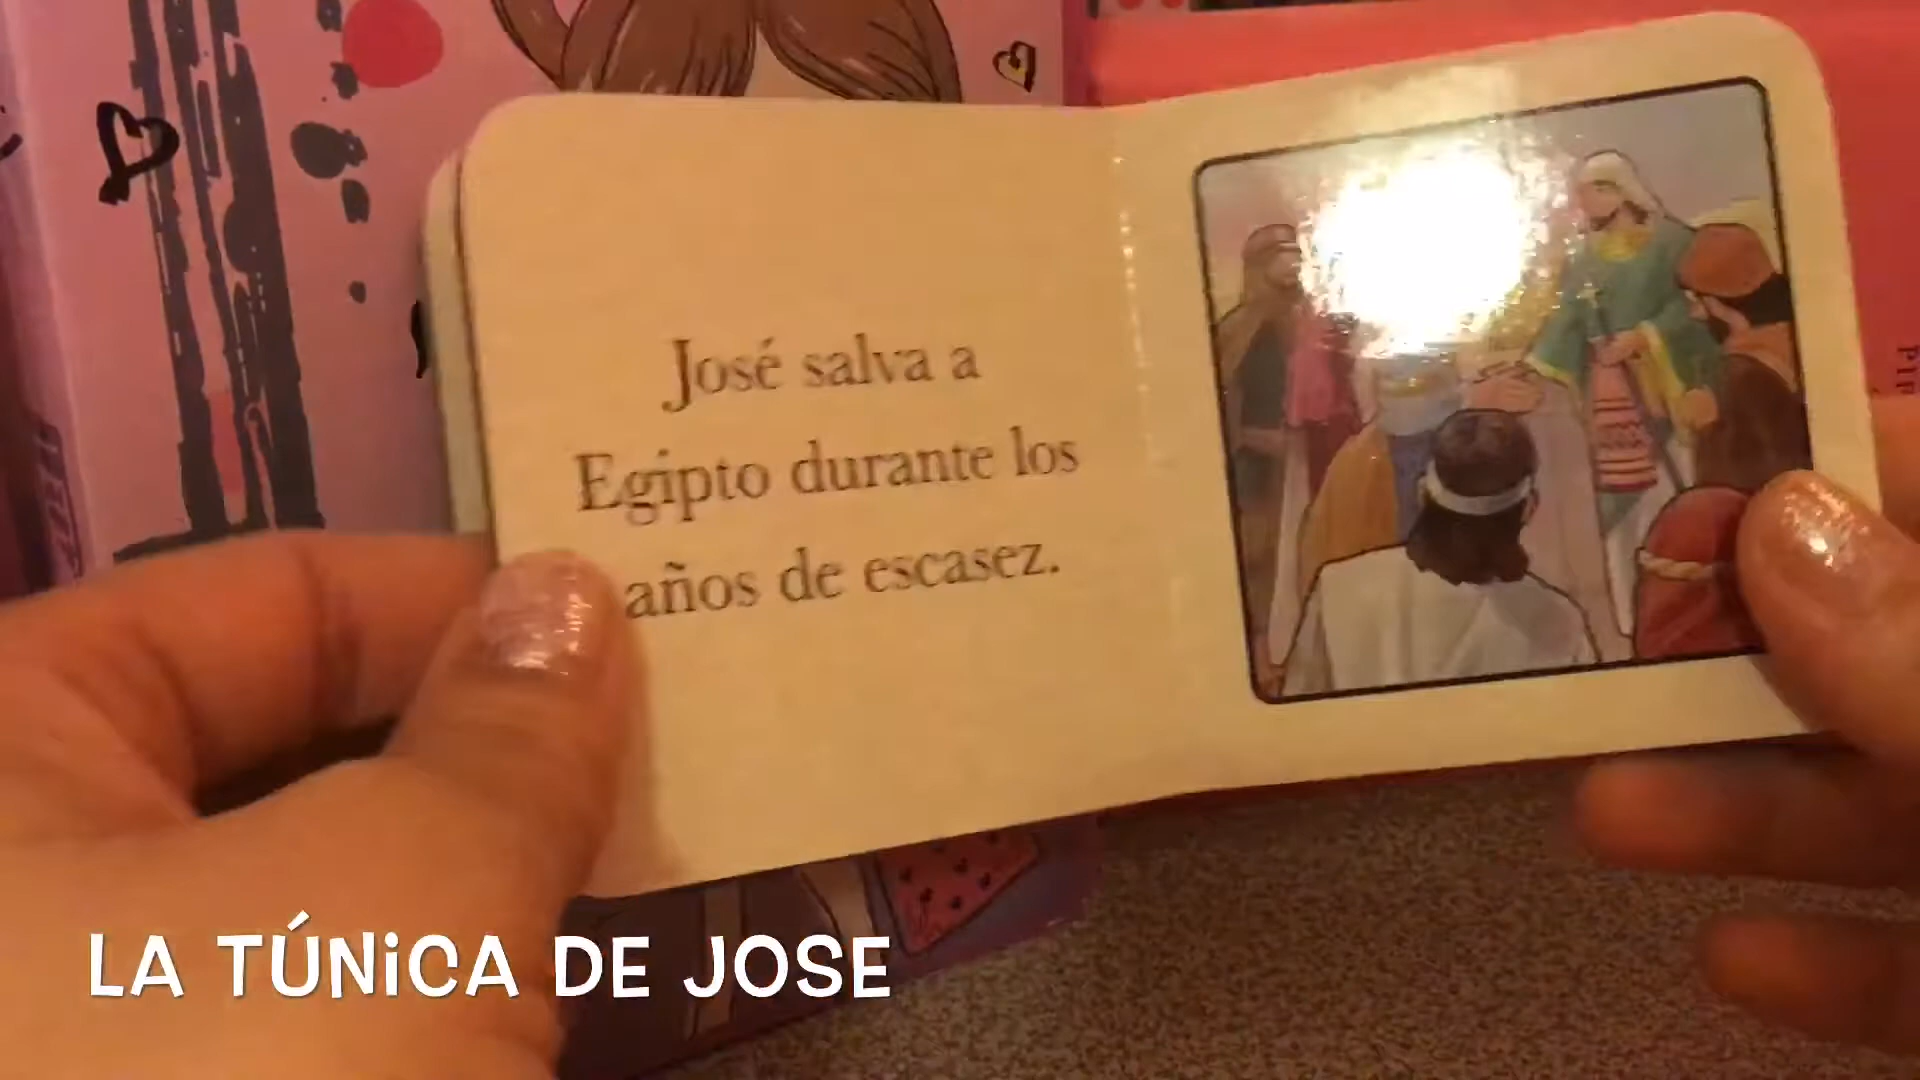 José salva a
Egipto durante los
años de escasez.
LA TÚNiCA DE JOSE